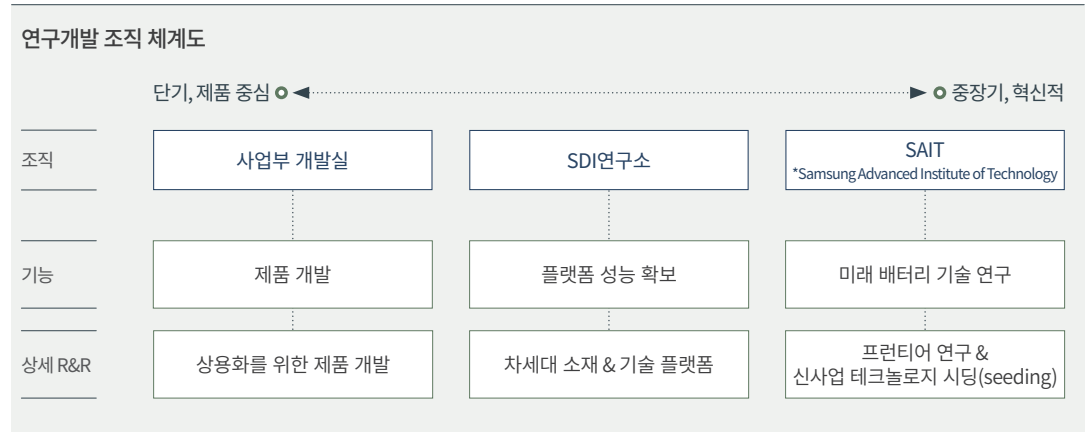 연구개발 조직 체계도
단기, 제품 중심
중장기, 혁신적
조직
사업부 개발실
SDI연구소
SAIT
*Samsung Advanced Institute of Technology
기능
제품 개발
플랫폼 성능 확보
미래 배터리 기술 연구
상세 R&R
상용화를 위한 제품 개발
차세대 소재 & 기술 플랫폼
프런티어 연구 &
신사업 테크놀로지 시딩(seeding)